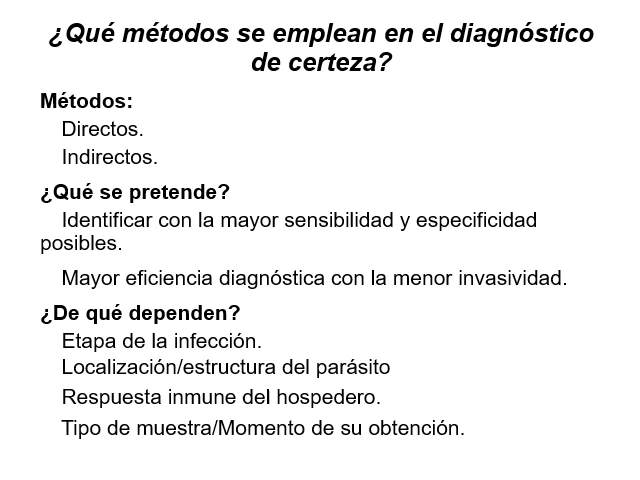 ¿Qué métodos se emplean en el diagnóstico
de certeza?
Métodos:
Directos.
Indirectos.
¿Qué se pretende?
Identificar con la mayor sensibilidad y especificidad
posibles.
Mayor eficiencia diagnóstica con la menor invasividad.
¿De qué dependen?
Etapa de la infección.
Localización/estructura del parásito
Respuesta inmune del hospedero.
Tipo de muestra/Momento de su obtención.